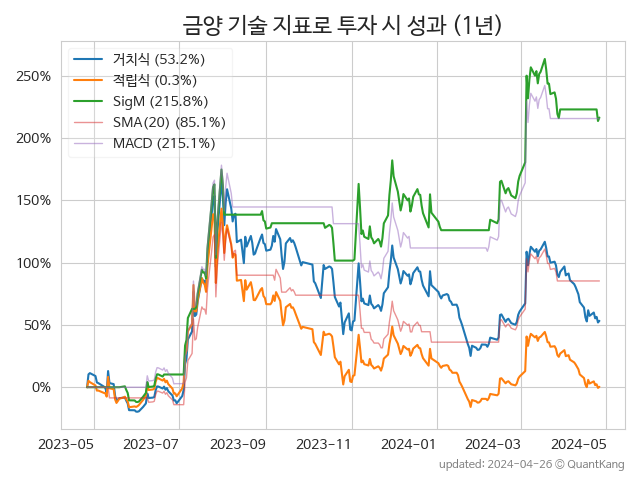 금양 기술 지표로 투자 시 성과 (1년)
거치식 (53.2%)
적립식 (0.3%)
SigM (215.8%)
SMA(20) (85.1%)
MACD (215.1%)
250%
200%
150%
100%
50%
0%
2023-05 2023-07 2023-09 2023-11 2024-01 2024-03 2024-05
updated: 2024-04-26 © QuantKang